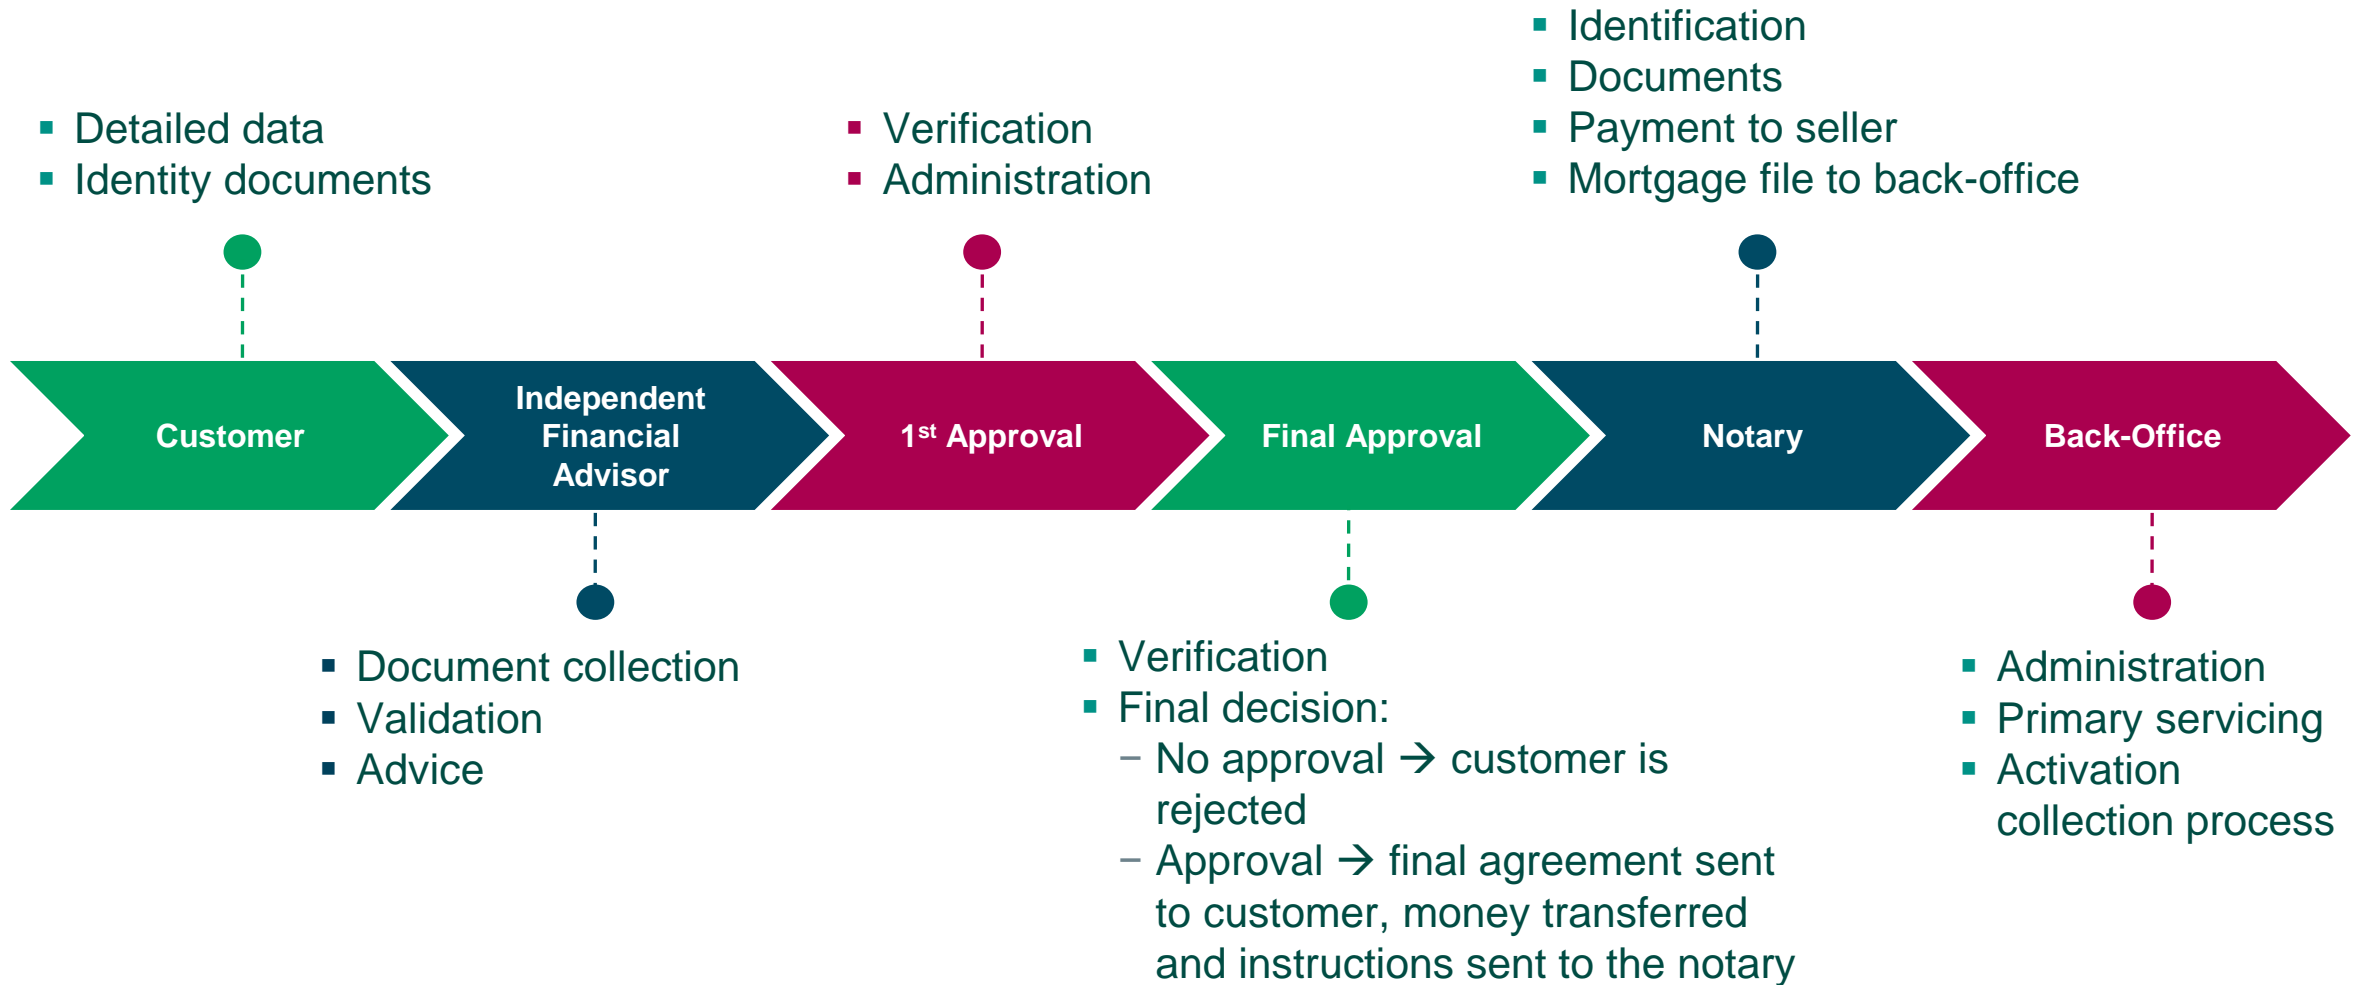 ▪ Detailed data
▪ Identity documents
▪ Verification
▪ Administration
▪ Identification
▪ Documents
▪ Payment to seller
▪ Mortgage file to back-office
Customer
Independent
Financial
Advisor
1st Approval
Final Approval
Notary
Back-Office
▪ Document collection
▪ Validation
▪ Advice
▪ Verification
▪ Final decision:
− No approval → customer is
rejected
− Approval → final agreement sent
to customer, money transferred
and instructions sent to the notary
▪ Administration
▪ Primary servicing
▪ Activation
collection process